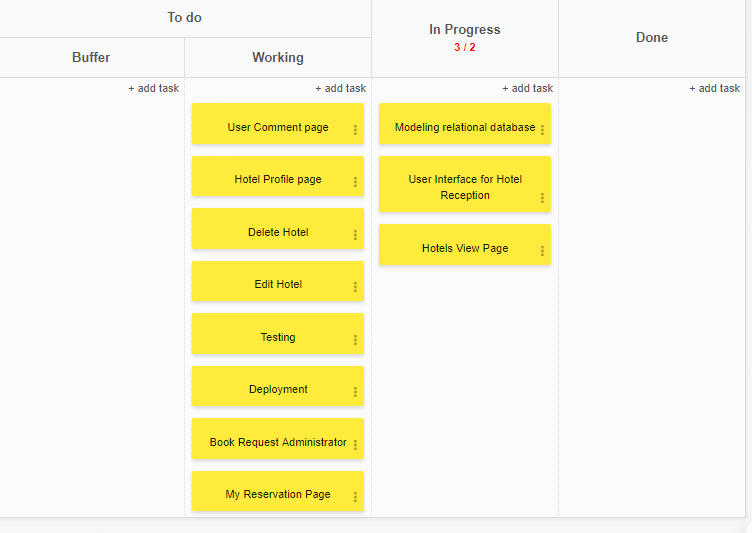 To do
Buffer
Working
In Progress
3 / 2
Done
+ add task
+ add task
+ add task
+ add task
User Comment page
Hotel Profile page
Delete Hotel
Edit Hotel
Testing
Deployment
Book Request Administrator
My Reservation Page
Modeling relational database
User Interface for Hotel
Reception
Hotels View Page